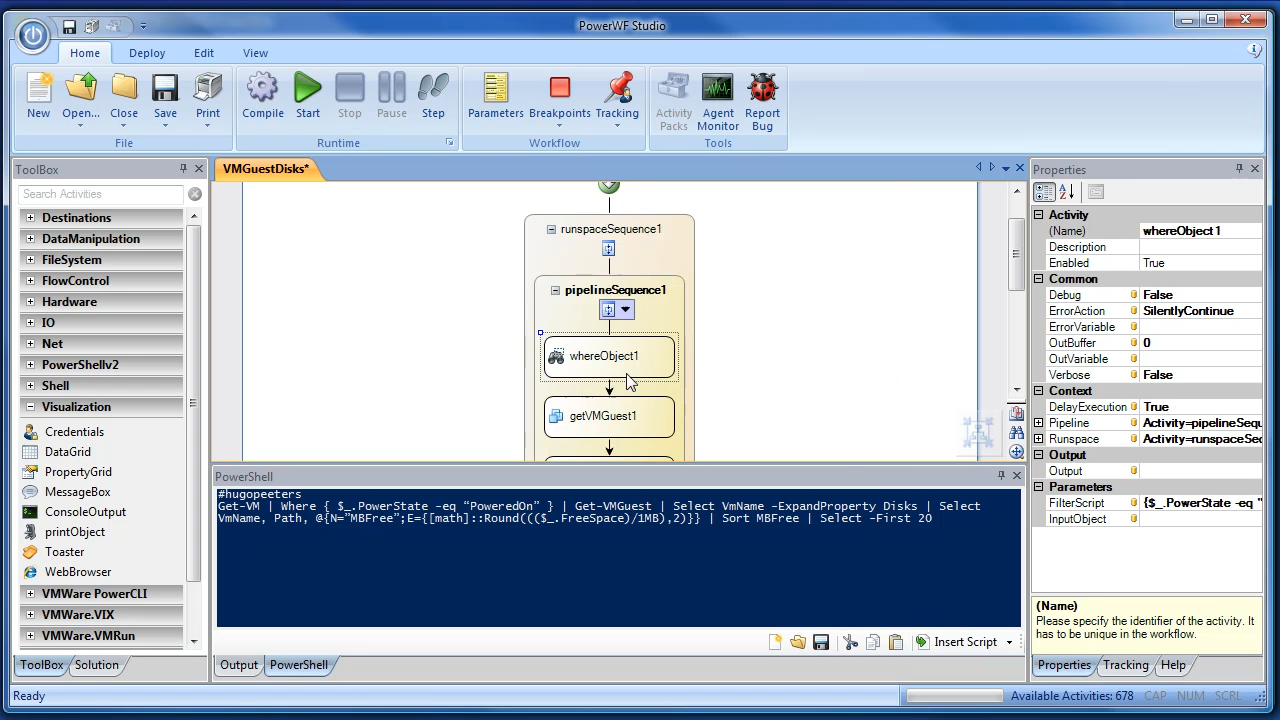 PowerWF Studio
Home Deploy Edit View
New Open... Close Save Print
File
Compile Start Stop Pause Step
Runtime
Parameters Breakpoints Tracking
Workflow
Activity Packs Agent Monitor Report Bug
Tools
ToolBox
Search Activities
Destinations
DataManipulation
FileSystem
FlowControl
Hardware
IO
Net
PowerShellv2
Shell
Visualization
Credentials
DataGrid
PropertyGrid
MessageBox
ConsoleOutput
printObject
Toaster
WebBrowser
VMWare PowerCLI
VMWare.VIX
VMWare.VMRun
ToolBox Solution
VMGuestDisks*
runspaceSequence1
pipelineSequence1
whereObject1
getVMGuest1
PowerShell
#hugopeeters
Get-VM | Where { $_.PowerState -eq “PoweredOn” } | Get-VMGuest | Select VmName -ExpandProperty Disks | Select
VmName, Path, @{N=”MBFree”;E={[math]::Round((($_.FreeSpace)/1MB),2)}} | Sort MBFree | Select -First 20
Insert Script
Output PowerShell
Properties
Activity
(Name) whereObject1
Description
Enabled True
Common
Debug False
ErrorAction SilentlyContinue
ErrorVariable
OutBuffer 0
OutVariable
Verbose False
Context
DelayExecution True
Pipeline Activity=pipelineSequ
Runspace Activity=runspaceSeq
Output
Output
Parameters
FilterScript {$_.PowerState -eq "
InputObject
(Name)
Please specify the identifier of the activity. It
has to be unique in the workflow.
Properties Tracking Help
Ready
Available Activities: 678 CAP NUM SCRL